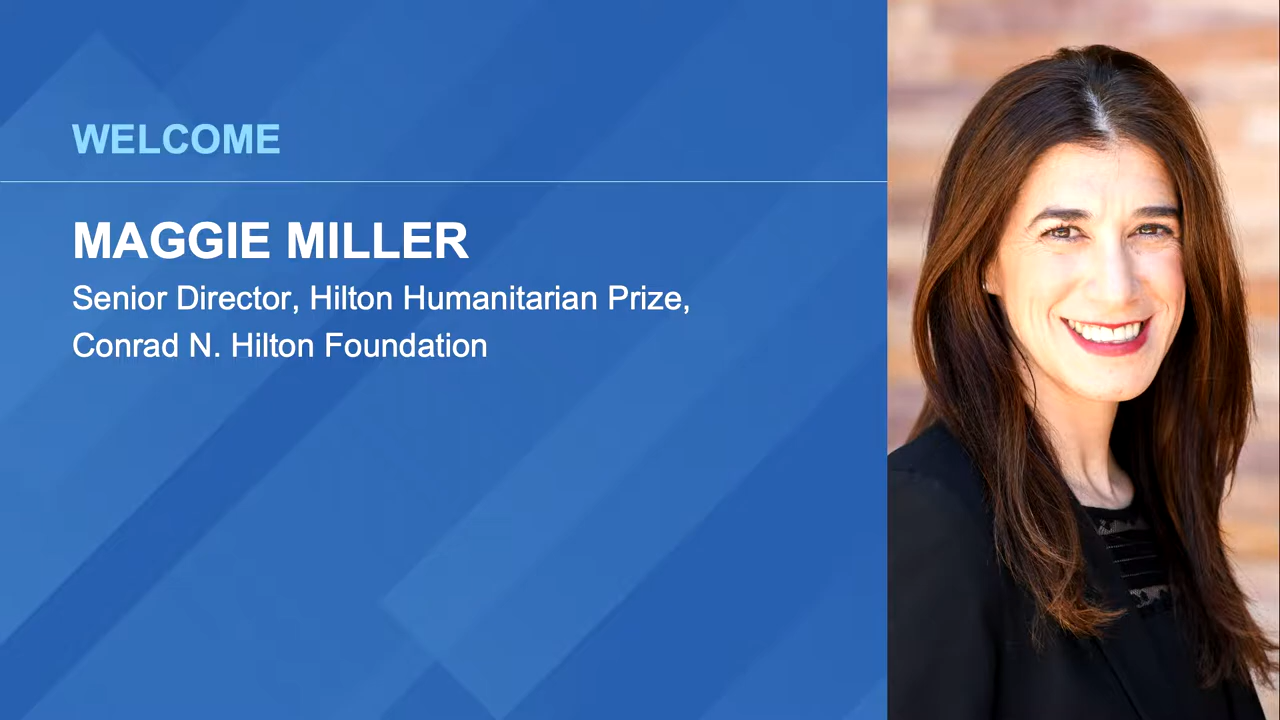 WELCOME
MAGGIE MILLER
Senior Director, Hilton Humanitarian Prize,
Conrad N. Hilton Foundation